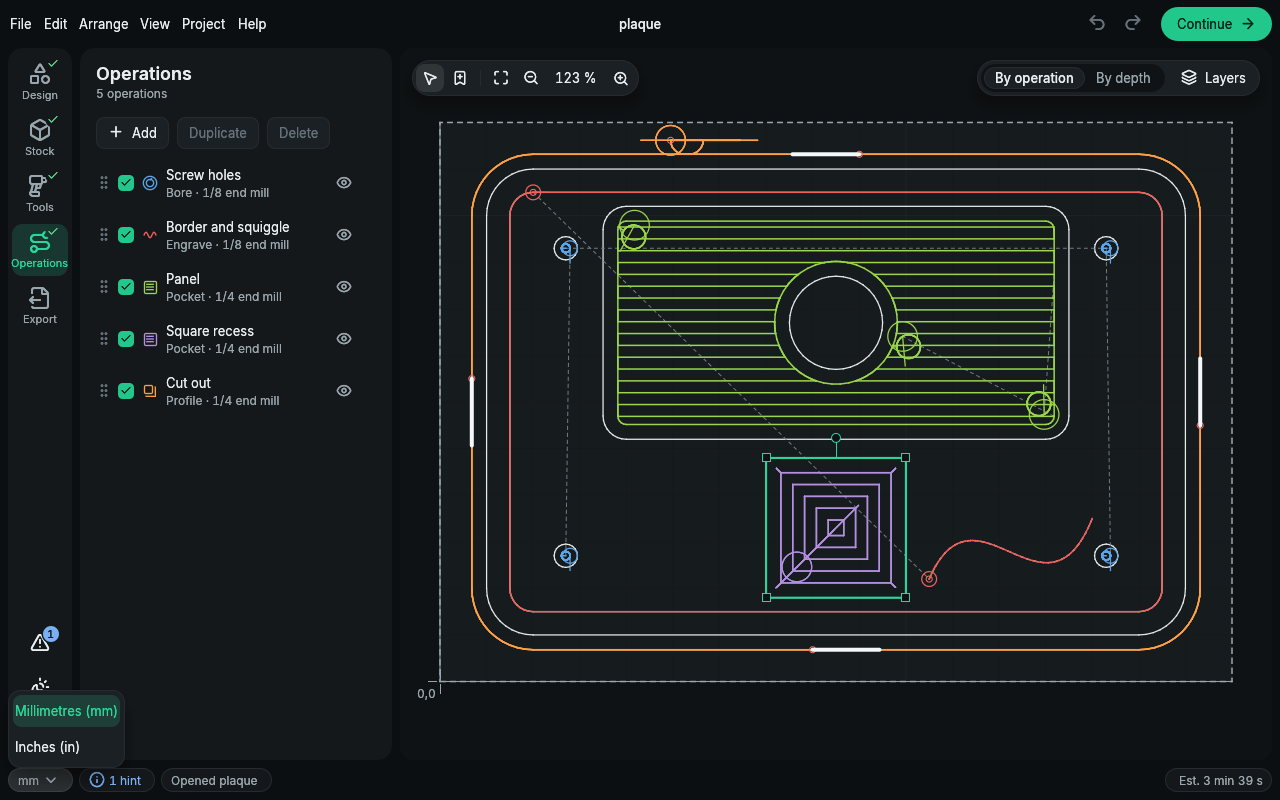 File Edit Arrange View Project Help
plaque
Continue
Design
Stock
Tools
Operations
Export
1
Operations
5 operations
Add
Duplicate
Delete
Screw holes
Bore · 1/8 end mill
Border and squiggle
Engrave · 1/8 end mill
Panel
Pocket · 1/4 end mill
Square recess
Pocket · 1/4 end mill
Cut out
Profile · 1/4 end mill
123 %
By operation
By depth
Layers
0,0
Millimetres (mm)
Inches (in)
mm
1 hint
Opened plaque
Est. 3 min 39 s